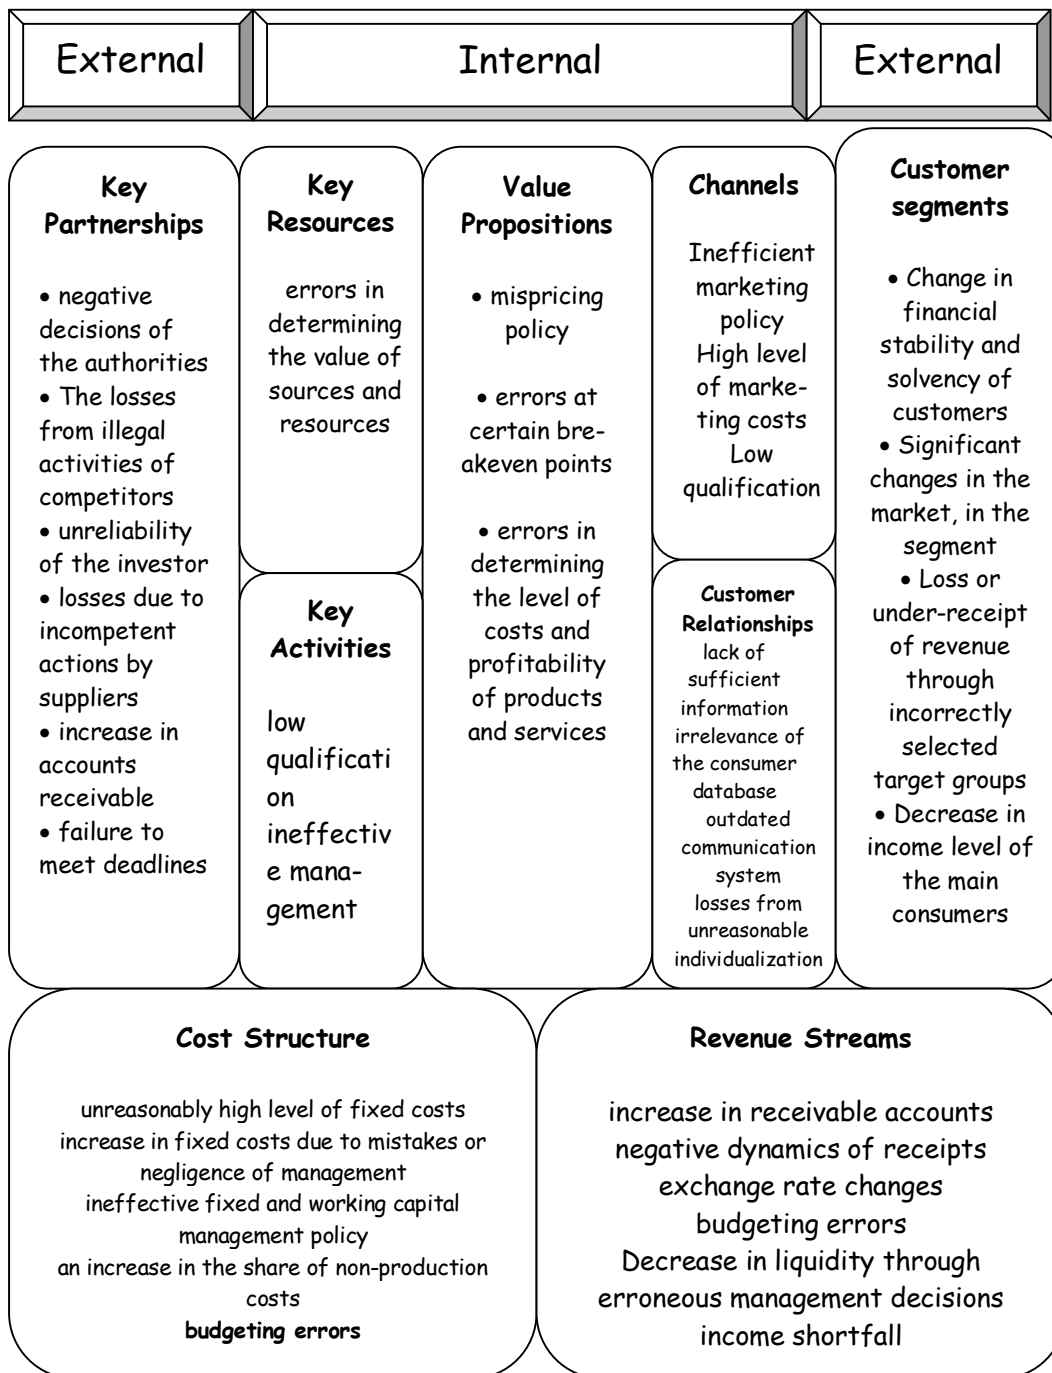 External
Internal
External
Key
Partnerships
• negative
decisions of
the authorities
• The losses
from illegal
activities of
competitors
• unreliability
of the investor
• losses due to
incompetent
actions by
suppliers
• increase in
accounts
receivable
• failure to
meet deadlines
Key
Resources
errors in
determining
the value of
sources and
resources
Key
Activities
low
qualificati
on
ineffectiv
e mana-
gement
Value
Propositions
• mispricing
policy
• errors at
certain bre-
akeven points
• errors in
determining
the level of
costs and
profitability
of products
and services
Channels
Inefficient
marketing
policy
High level
of marke-
ting costs
Low
qualification
Customer
Relationships
lack of
sufficient
information
irrelevance of
the consumer
database
outdated
communication
system
losses from
unreasonable
individualization
Customer
segments
• Change in
financial
stability and
solvency of
customers
• Significant
changes in the
market, in the
segment
• Loss or
under-receipt
of revenue
through
incorrectly
selected
target groups
• Decrease in
income level of
the main
consumers
Cost Structure
unreasonably high level of fixed costs
increase in fixed costs due to mistakes or
negligence of management
ineffective fixed and working capital
management policy
an increase in the share of non-production
costs
budgeting errors
Revenue Streams
increase in receivable accounts
negative dynamics of receipts
exchange rate changes
budgeting errors
Decrease in liquidity through
erroneous management decisions
income shortfall